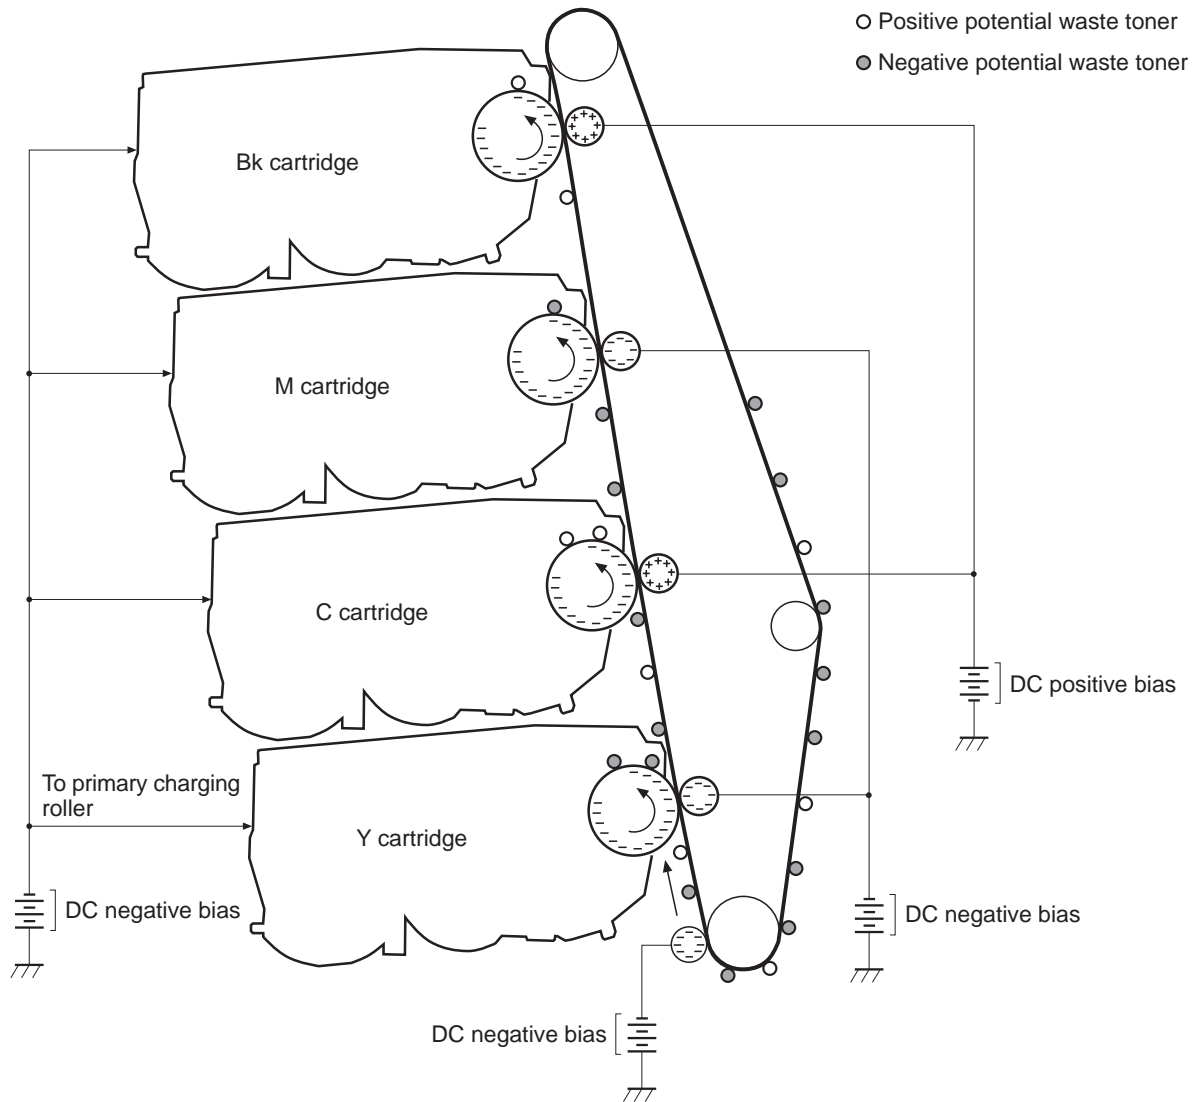 Positive potential waste toner
Negative potential waste toner
Bk cartridge
M cartridge
C cartridge
DC positive bias
To primary charging
roller
Y cartridge
DC negative bias
DC negative bias
DC negative bias